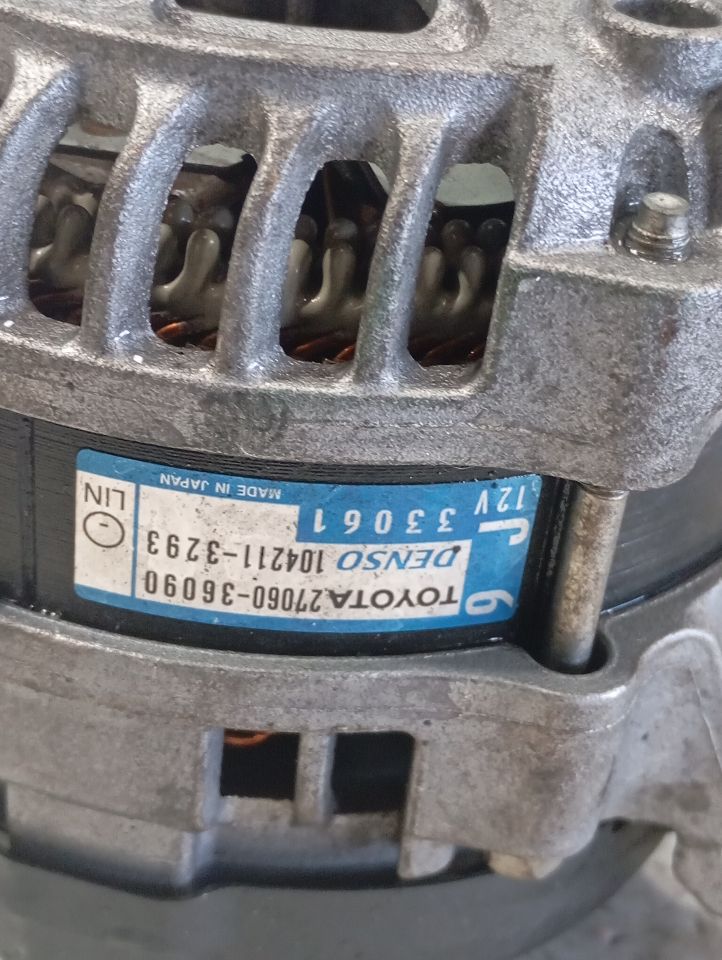 6 TOYOTA 27060-36090
DENSO 104211-3293
J 33061
12V MADE IN JAPAN
LIN